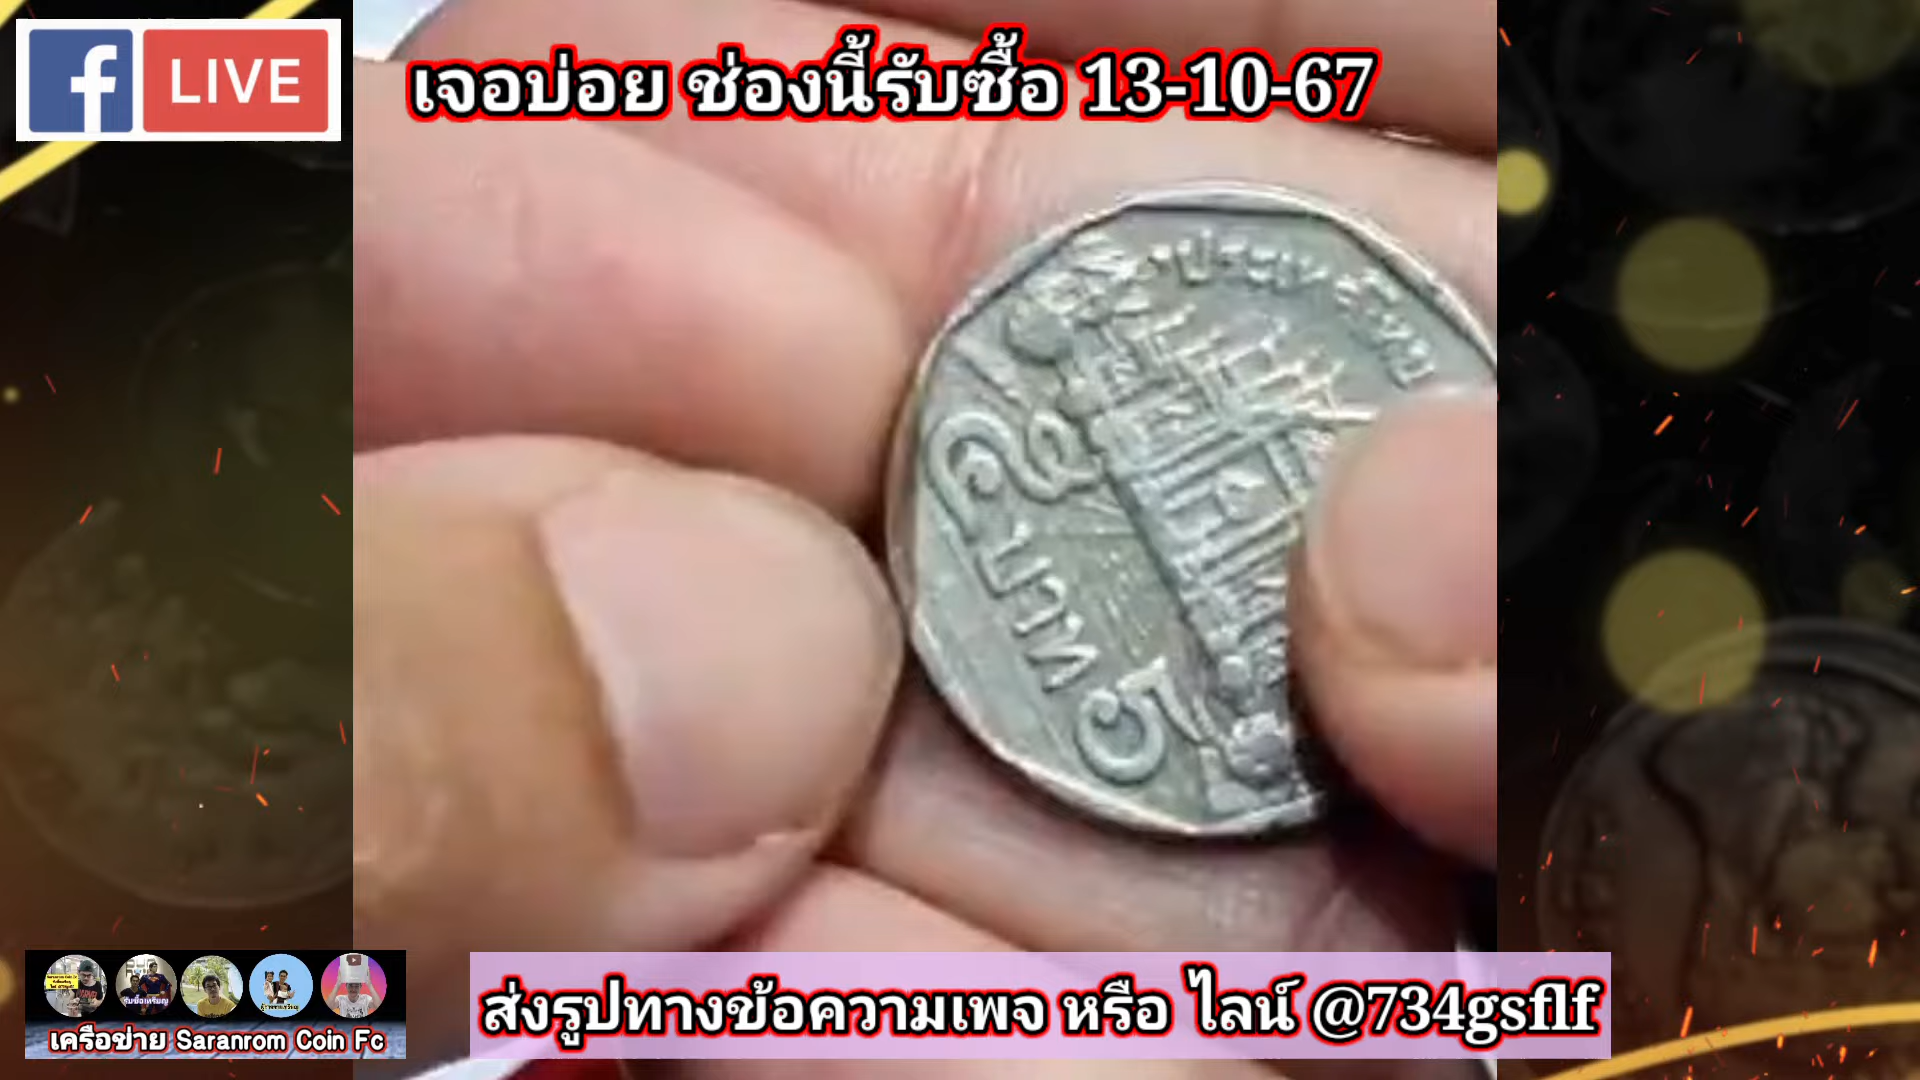 f LIVE
เจอบ่อย ช่องนี้รับซื้อ 13-10-67
๕ บาท 5
เครือข่าย Saranrom Coin Fc
ส่งรูปทางข้อความเพจ หรือ ไลน์ @734gsflf